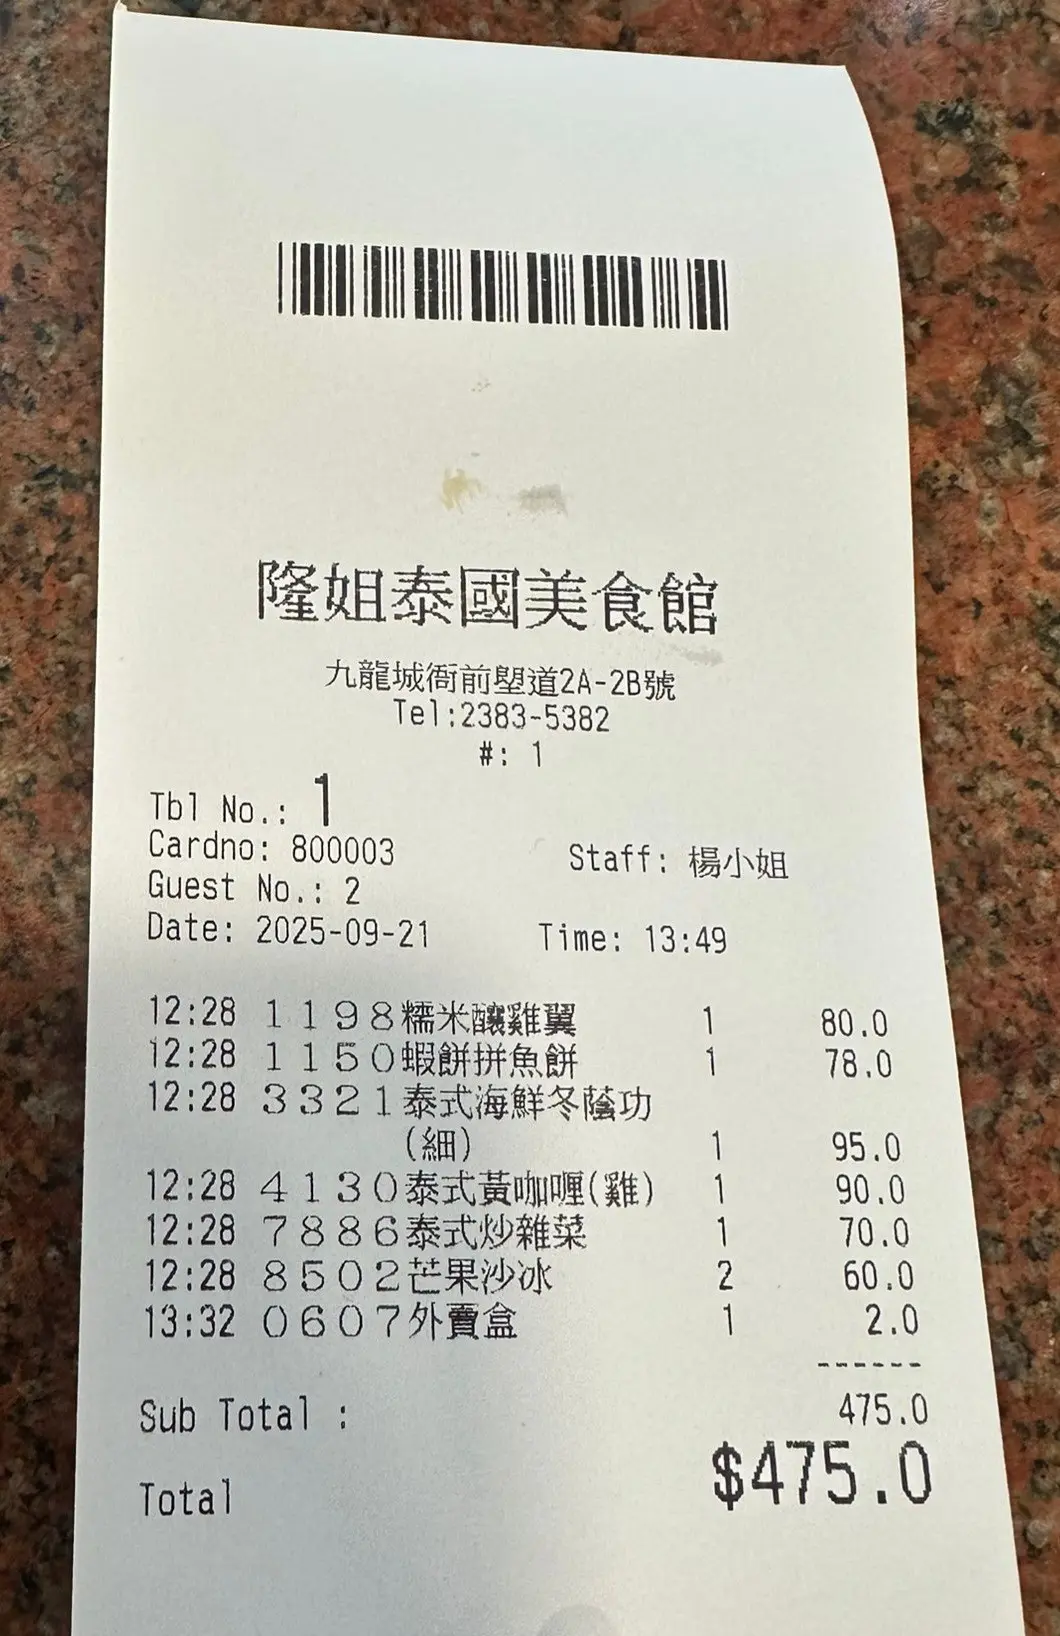 隆姐泰國美食館
九龍城衙前塱道2A-2B號
Tel:2383-5382
#: 1
Tbl No.: 1
Cardno: 800003 Staff: 楊小姐
Guest No.: 2
Date: 2025-09-21 Time: 13:49
12:28 1198糯米釀雞翼 1 80.0
12:28 1150蝦餅拼魚餅 1 78.0
12:28 3321泰式海鮮冬蔭功
(細) 1 95.0
12:28 4130泰式黃咖喱(雞) 1 90.0
12:28 7886泰式炒雜菜 1 70.0
12:28 8502芒果沙冰 2 60.0
13:32 0607外賣盒 1 2.0
------
Sub Total : 475.0
Total $475.0